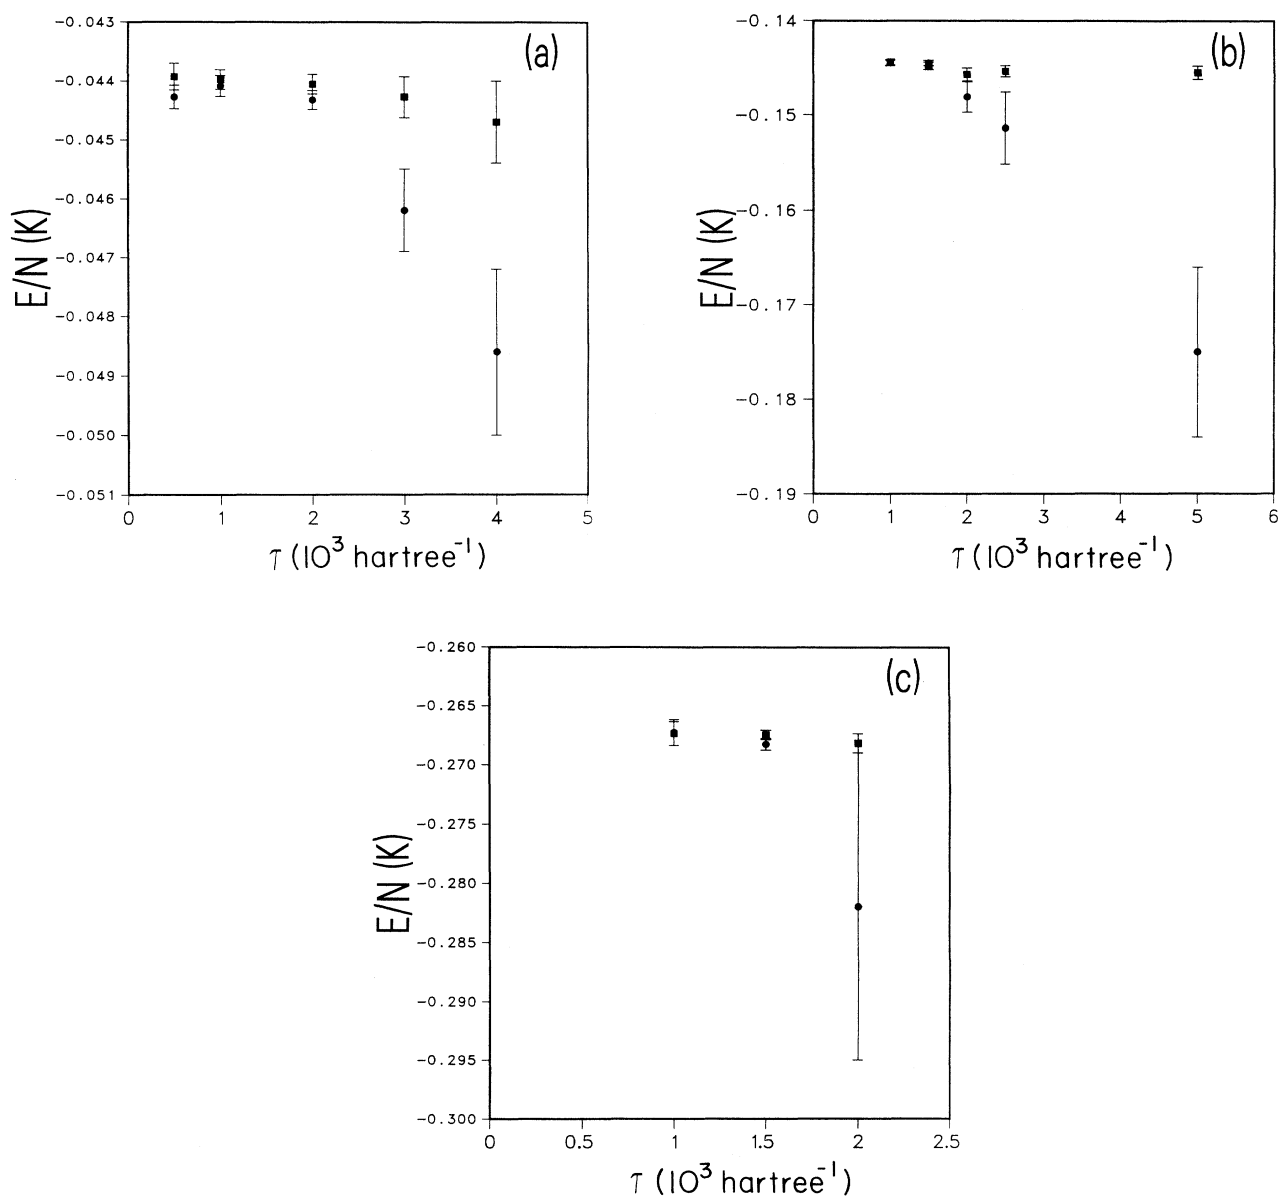 (a)
-0.043
-0.044
-0.045
-0.046
-0.047
-0.048
-0.049
-0.050
-0.051
E/N (K)
0 1 2 3 4 5
τ (10³ hartree⁻¹)
(b)
-0.14
-0.15
-0.16
-0.17
-0.18
-0.19
E/N (K)
0 1 2 3 4 5 6
τ (10³ hartree⁻¹)
(c)
-0.260
-0.265
-0.270
-0.275
-0.280
-0.285
-0.290
-0.295
-0.300
E/N (K)
0 0.5 1 1.5 2 2.5
τ (10³ hartree⁻¹)